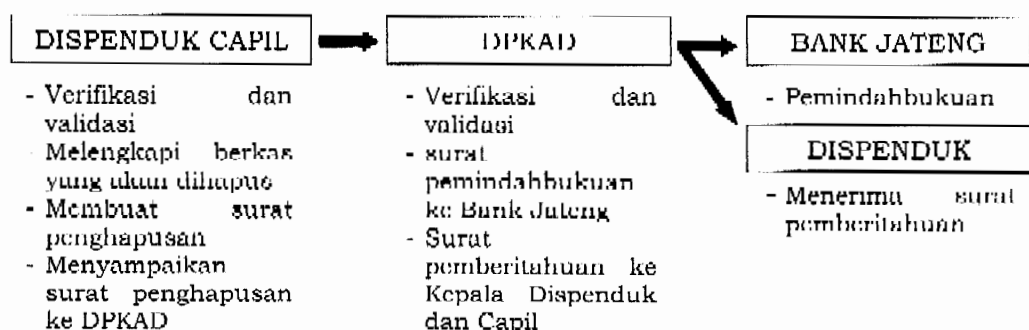 DISPENDUK CAPIL
- Verifikasi dan
validasi
- Melengkapi berkas
yang akan dihapus
- Membuat surat
penghapusan
- Menyampaikan
surat penghapusan
ke DPKAD
DPKAD
- Verifikasi dan
validasi
- surat
pemindahbukuan
ke Bank Jateng
- Surat
pemberitahuan ke
Kepala Dispenduk
dan Capil
BANK JATENG
- Pemindahbukuan
DISPENDUK
- Menerima surat
pemberitahuan